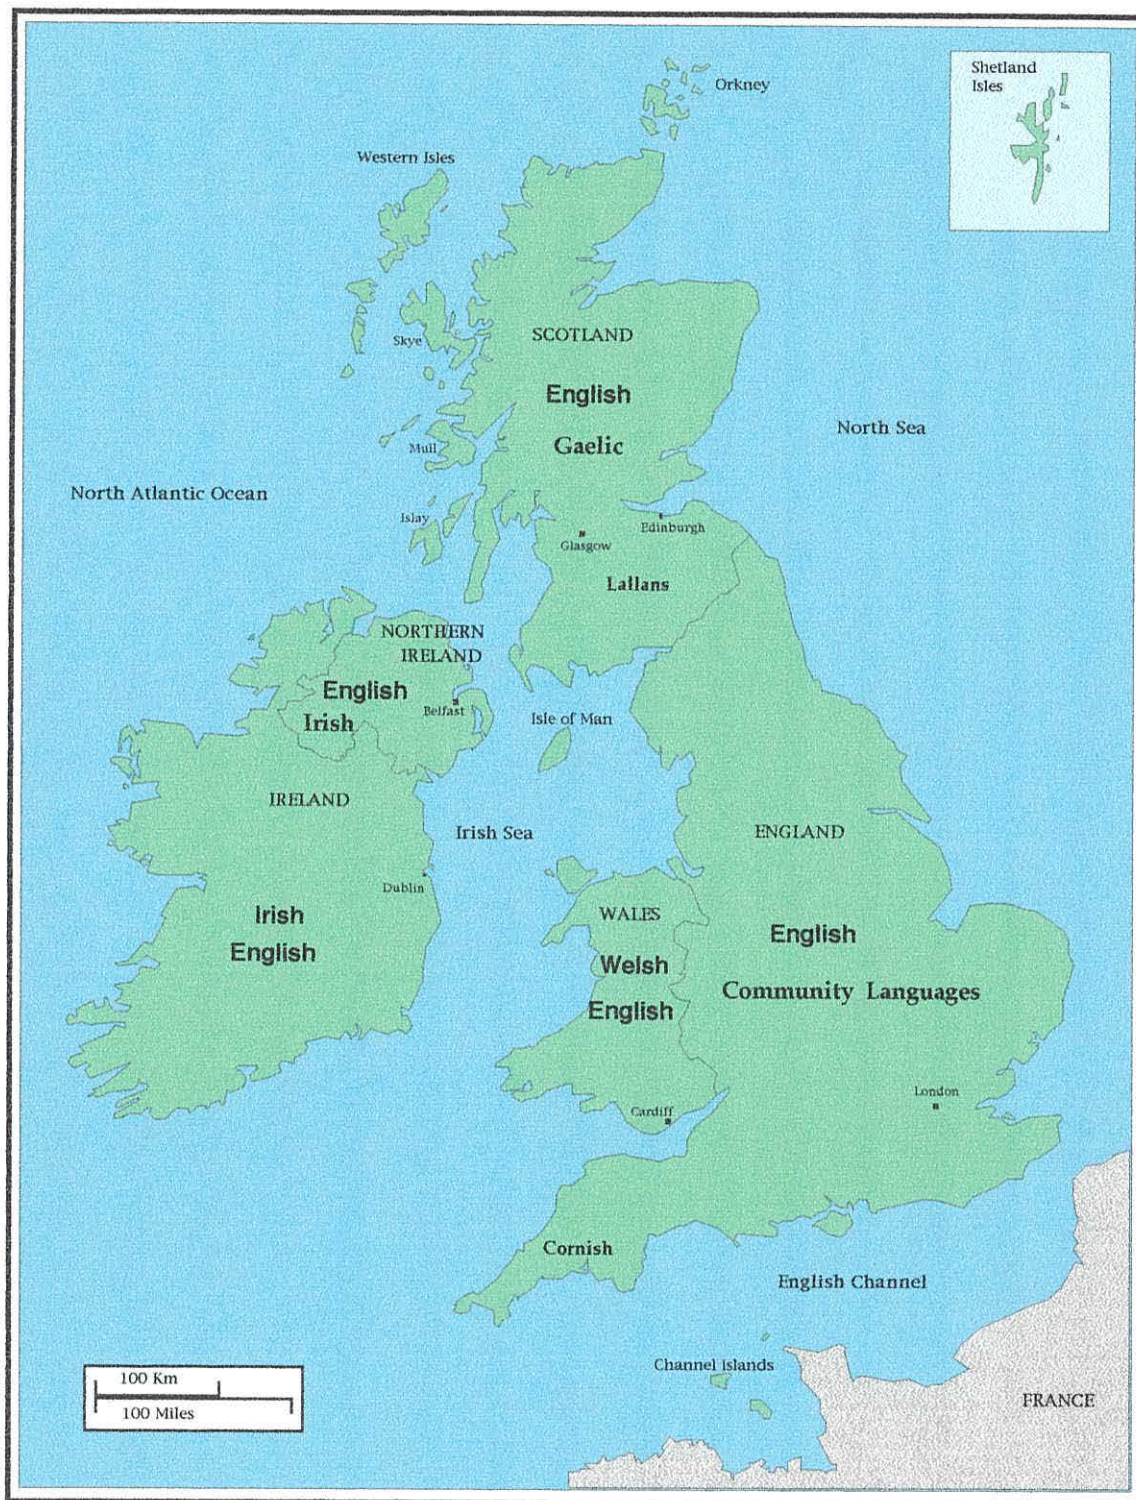 Shetland
Isles
Orkney
Western Isles
SCOTLAND
Skye
English
North Sea
Gaelic
Mull
North Atlantic Ocean
Islay
Edinburgh
Glasgow
Lallans
NORTHERN
IRELAND
English
Belfast
Irish
Isle of Man
IRELAND
Irish Sea
ENGLAND
Dublin
Irish
English
WALES
Welsh
English
English
Community Languages
London
Cardiff
Cornish
English Channel
Channel islands
100 Km
100 Miles
FRANCE